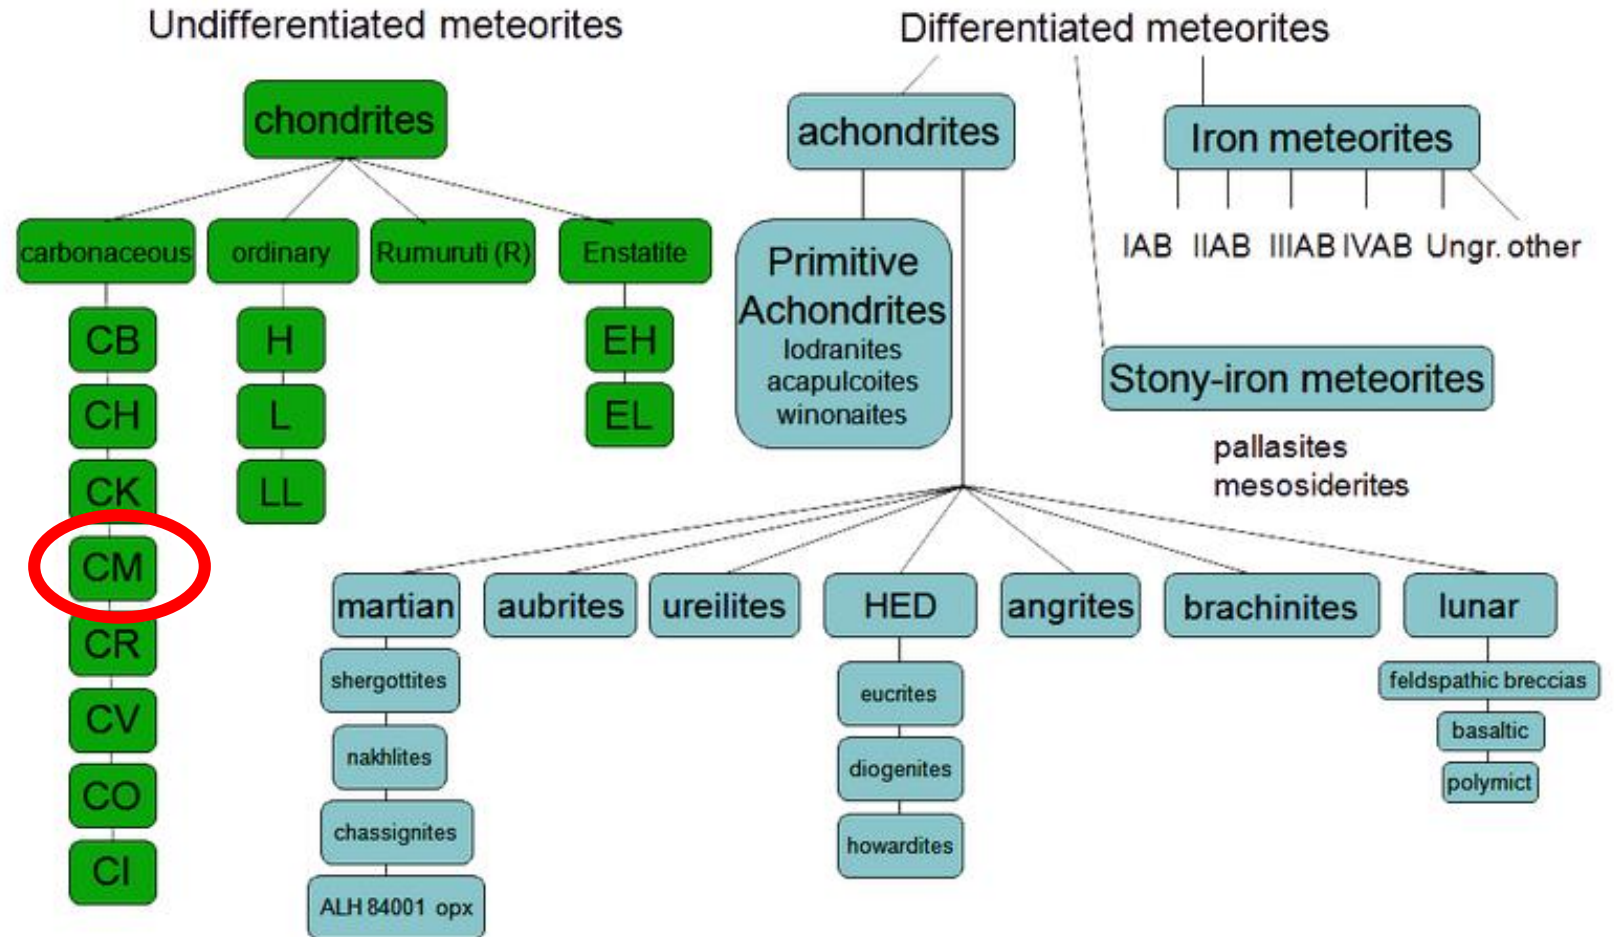 Undifferentiated meteorites
chondrites
carbonaceous
ordinary
Rumuruti (R)
Enstatite
CB
CH
CK
CM
CR
CV
CO
CI
H
L
LL
EH
EL
Differentiated meteorites
achondrites
Primitive
Achondrites
lodranites
acapulcoites
winonaites
Iron meteorites
IAB IIAB IIIAB IVAB Ungr. other
Stony-iron meteorites
pallasites
mesosiderites
martian
shergottites
nakhlites
chassignites
ALH 84001 opx
aubrites
ureilites
HED
eucrites
diogenites
howardites
angrites
brachinites
lunar
feldspathic breccias
basaltic
polymict